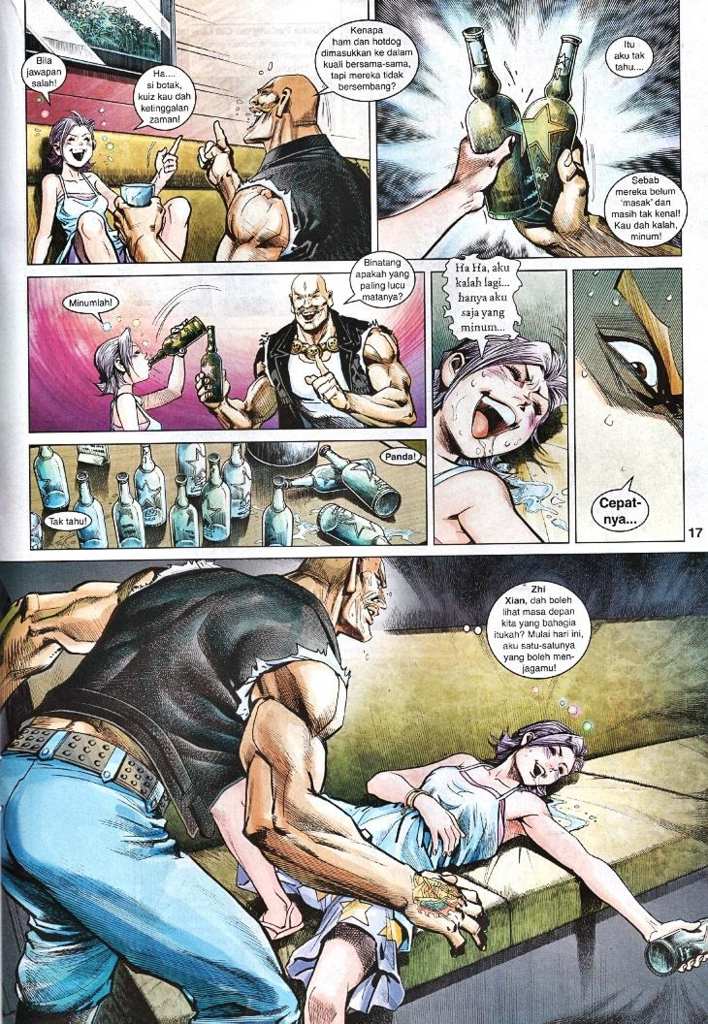 Bila
jawapan
salah!
Ha....
si botak,
kuiz kau dah
ketinggalan
zaman!
Kenapa
ham dan hotdog
dimasukkan ke dalam
kuali bersama-sama,
tapi mereka tidak
bersembang?
Itu
aku tak
tahu....
Sebab
mereka belum
'masak' dan
masih tak kenal!
Kau dah kalah,
minum!
Minumlah!
Binatang
apakah yang
paling lucu
matanya?
Tak tahu!
Panda!
Ha Ha, aku
kalah lagi...
hanya aku
saja yang
minum...
Cepat-
nya...
17
Zhi
Xian, dah boleh
lihat masa depan
kita yang bahagia
itukah? Mulai hari ini,
aku satu-satunya
yang boleh men-
jagamu!